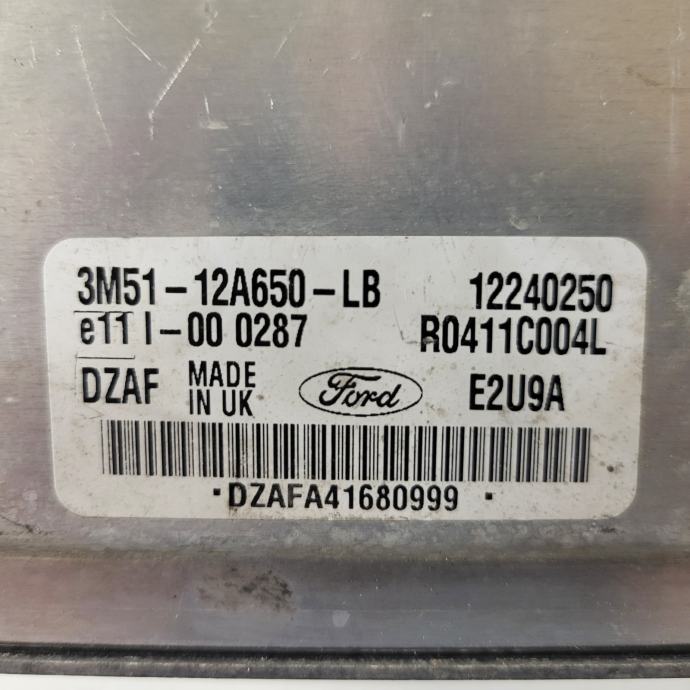 3M51-12A650-LB 12240250
e11 I-00 0287 R0411C004L
DZAF MADE IN UK Ford E2U9A
DZAFA41680999